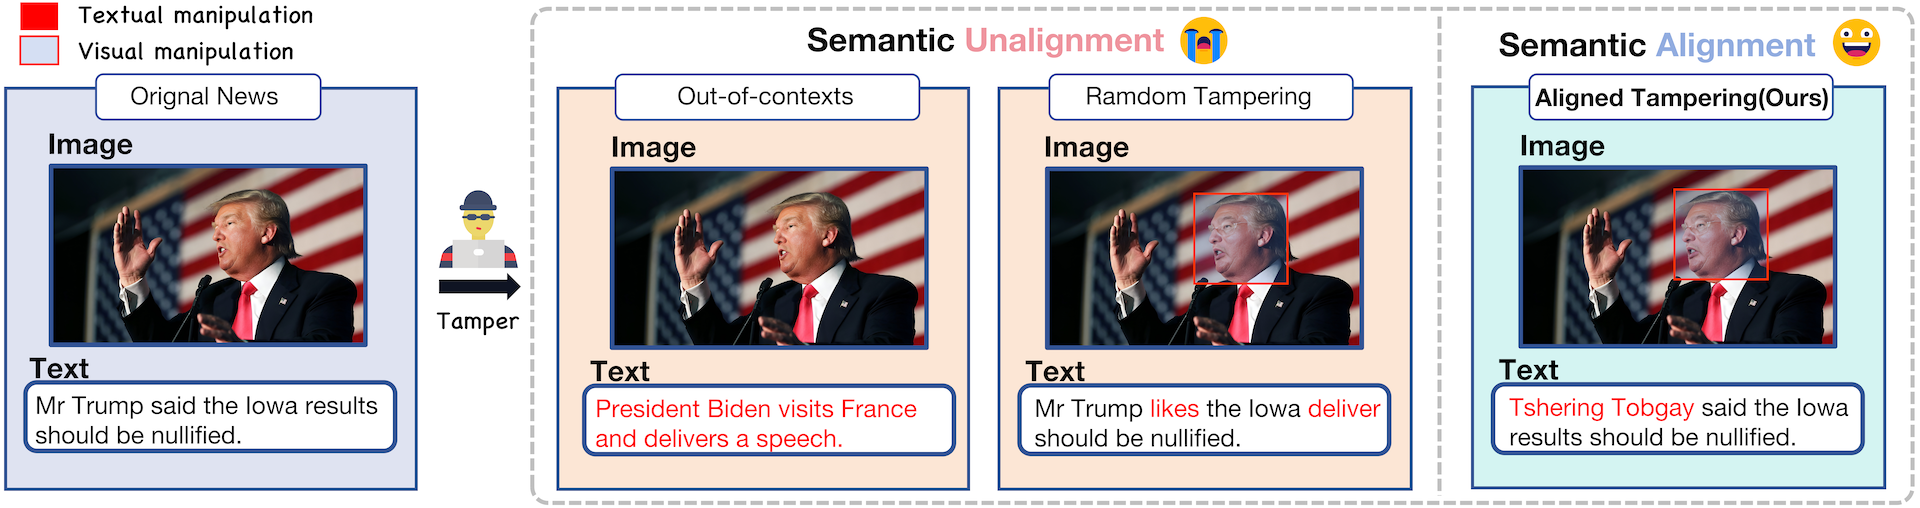 Textual manipulation
Visual manipulation
Semantic Unalignment
Semantic Alignment
Orignal News
Image
Text
Mr Trump said the Iowa results
should be nullified.
Tamper
Out-of-contexts
Image
Text
President Biden visits France
and delivers a speech.
Ramdom Tampering
Image
Text
Mr Trump likes the Iowa deliver
should be nullified.
Aligned Tampering(Ours)
Image
Text
Tshering Tobgay said the Iowa
results should be nullified.